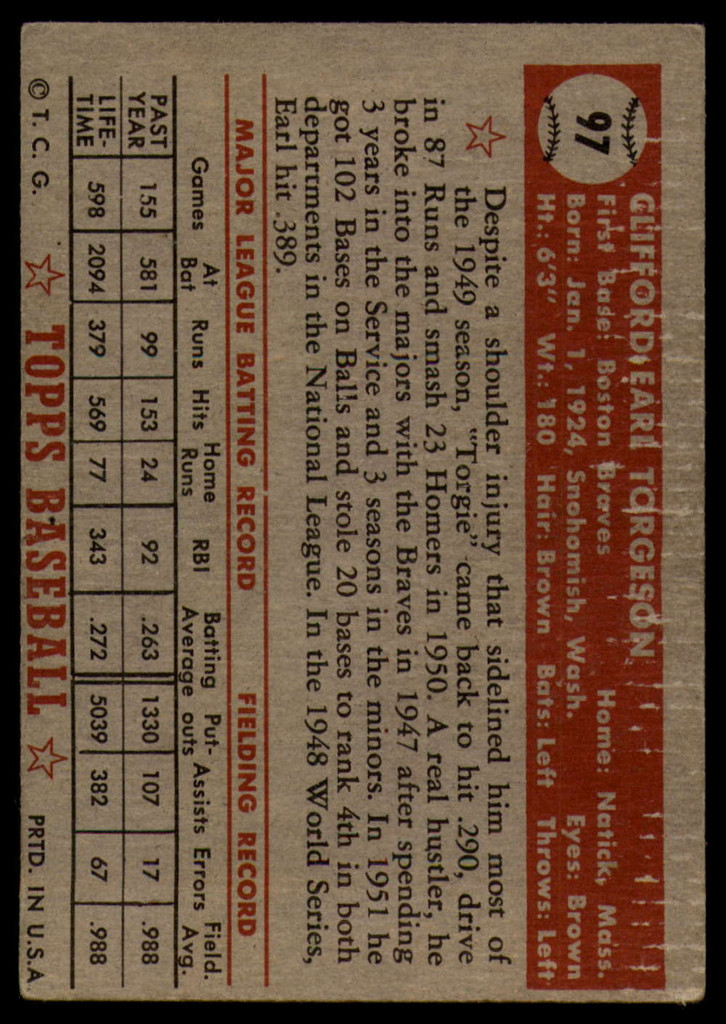 97
CLIFFORD EARL TORGESON
First Base: Boston Braves Home: Natick, Mass.
Born: Jan. 1, 1924, Snohomish, Wash. Eyes: Brown
Ht.: 6'3" Wt.: 180 Hair: Brown Bats: Left Throws: Left
Despite a shoulder injury that sidelined him most of
the 1949 season, "Torgie" came back to hit .290, drive
in 87 Runs and smash 23 Homers in 1950. A real hustler, he
broke into the majors with the Braves in 1947 after spending
3 years in the Service and 3 seasons in the minors. In 1951 he
got 102 Bases on Balls and stole 20 bases to rank 4th in both
departments in the National League. In the 1948 World Series,
Earl hit .389.
MAJOR LEAGUE BATTING RECORD FIELDING RECORD
Games At Bat Runs Hits Home Runs RBI Batting Average Put-outs Assists Errors Field. Avg.
PAST YEAR 155 581 99 153 24 92 .263 1330 107 17 .988
LIFE-TIME 598 2094 379 569 77 343 .272 5039 382 67 .988
© T. C. G. TOPPS BASEBALL PRTD. IN U.S.A